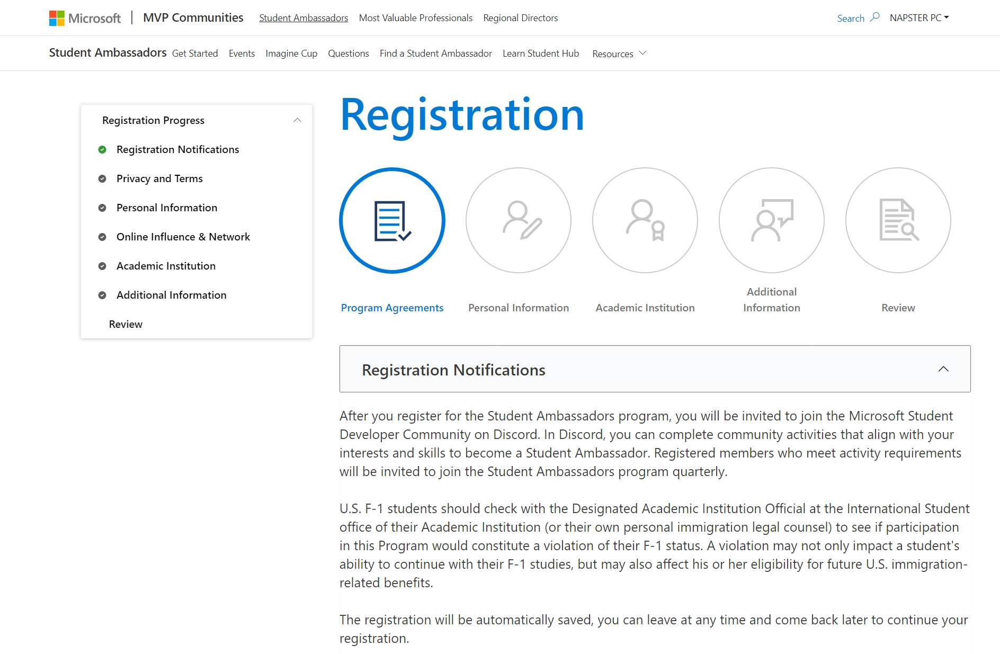 Microsoft
MVP Communities
Student Ambassadors
Most Valuable Professionals
Regional Directors
Search
NAPSTER PC
Student Ambassadors
Get Started
Events
Imagine Cup
Questions
Find a Student Ambassador
Learn Student Hub
Resources
Registration Progress
Registration Notifications
Privacy and Terms
Personal Information
Online Influence & Network
Academic Institution
Additional Information
Review
Registration
Program Agreements
Personal Information
Academic Institution
Additional
Information
Review
Registration Notifications
After you register for the Student Ambassadors program, you will be invited to join the Microsoft Student
Developer Community on Discord. In Discord, you can complete community activities that align with your
interests and skills to become a Student Ambassador. Registered members who meet activity requirements
will be invited to join the Student Ambassadors program quarterly.
U.S. F-1 students should check with the Designated Academic Institution Official at the International Student
office of their Academic Institution (or their own personal immigration legal counsel) to see if participation
in this Program would constitute a violation of their F-1 status. A violation may not only impact a student's
ability to continue with their F-1 studies, but may also affect his or her eligibility for future U.S. immigration-
related benefits.
The registration will be automatically saved, you can leave at any time and come back later to continue your
registration.